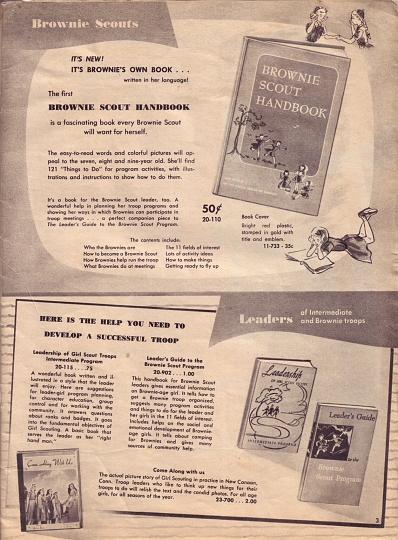 Brownie Scouts
IT'S NEW!
IT'S BROWNIE'S OWN BOOK . . .
written in her language!
The first
BROWNIE SCOUT HANDBOOK
is a fascinating book every Brownie Scout
will want for herself.
The easy-to-read words and colorful pictures will ap-
peal to the seven, eight and nine-year old. She'll find
121 "Things to Do" for program activities, with illus-
trations and instructions to show how to do them.
It's a book for the Brownie Scout leader, too. A
wonderful help in planning her troop programs and
showing her ways in which Brownies can participate in
troop meetings . . . a perfect companion piece to
The Leader's Guide to the Brownie Scout Program.
50¢
20-110
The contents include:
Who the Brownies are
How to become a Brownie Scout
How Brownies help run the troop
What Brownies do at meetings
The 11 fields of interest
Lots of activity ideas
How to make things
Getting ready to fly up
BROWNIE
SCOUT
HANDBOOK
Book Cover
Bright red plastic,
stamped in gold with
title and emblem.
11-733 - 35c
HERE IS THE HELP YOU NEED TO
DEVELOP A SUCCESSFUL TROOP
Leaders of Intermediate
and Brownie troops
Leadership of Girl Scout Troops
Intermediate Program
20-115 . . . .75
A wonderful book written and il-
lustrated in a style that the leader
will enjoy. Here are suggestions
for leader-girl program planning,
for character education, group
control and for working with the
community. It answers questions
about ranks and badges. It goes
into the fundamental objectives of
Girl Scouting. A basic book that
serves the leader as her "right
hand man."
Leader's Guide to the
Brownie Scout Program
20-902 . . . 1.00
This handbook for Brownie Scout
leaders gives essential information
on Brownie-age girl. It tells how to
get a Brownie troop organized,
suggests many program activities
and things to do for the leader and
her girls in the 11 fields of interest.
Includes helps on the social and
emotional development of Brownie-
age girls. It tells about camping
for Brownies and gives many
sources of community help.
Leadership
INTERMEDIATE PROGRAM
Leader's Guide
to the
Brownie
Scout Program
Come Along With Us
Come Along with us
The actual picture story of Girl Scouting in practice in New Canaan,
Conn. Troop leaders who like to think up new things for their
troops to do will relish the text and the candid photos. For all age
girls, for all seasons of the year.
23-700 . . . 2.00
3